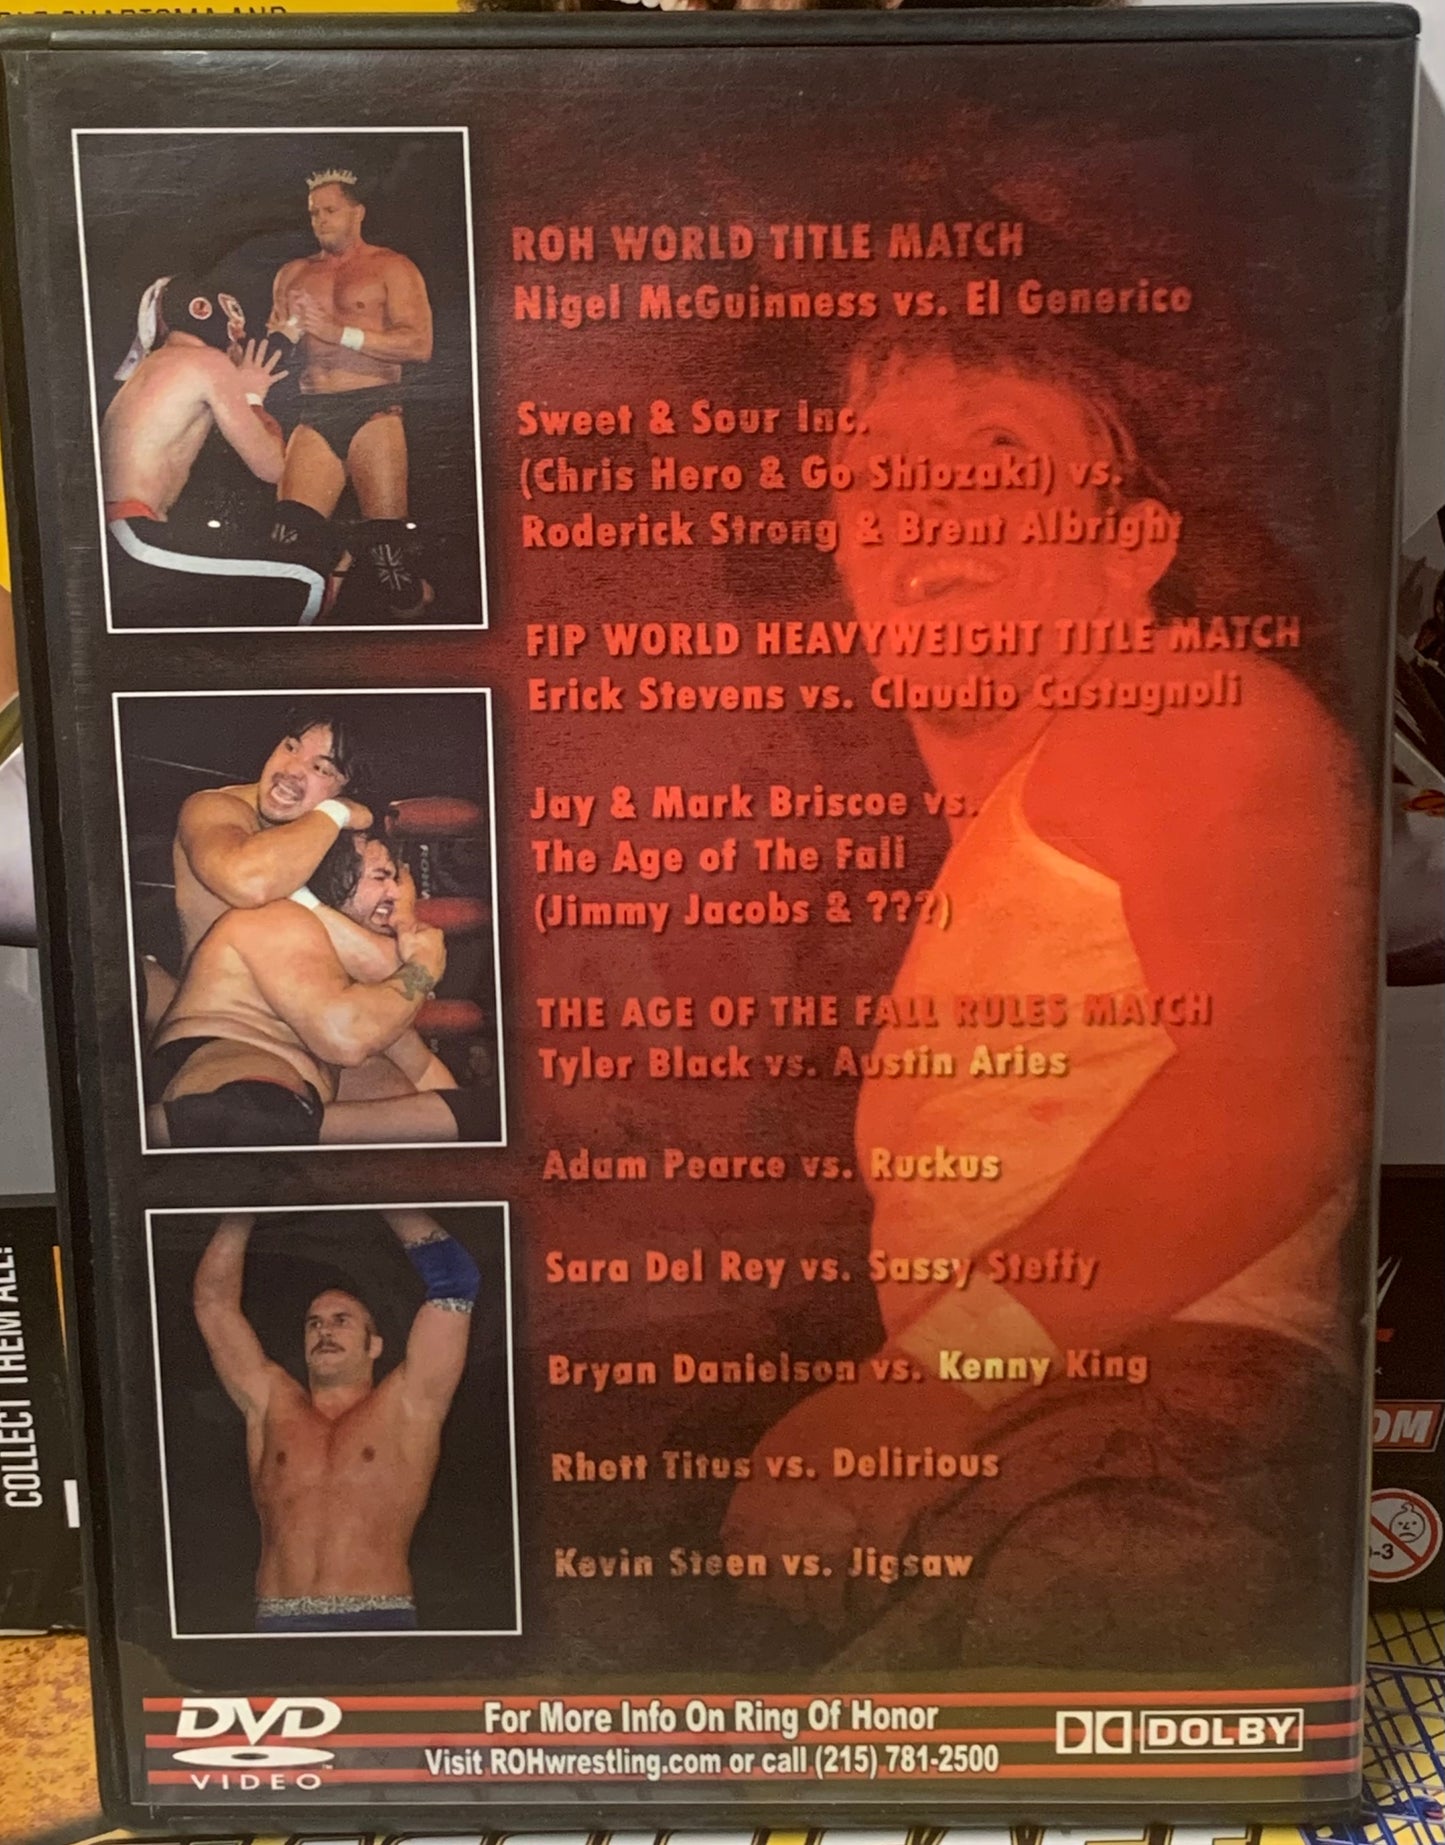 ROH WORLD TITLE MATCH
Nigel McGuinness vs. El Generico
Sweet & Sour Inc.
(Chris Hero & Go Shiozaki) vs.
Roderick Strong & Brent Albright
FIP WORLD HEAVYWEIGHT TITLE MATCH
Erick Stevens vs. Claudio Castagnoli
Jay & Mark Briscoe vs.
The Age of The Fall
(Jimmy Jacobs & ???)
THE AGE OF THE FALL RULES MATCH
Tyler Black vs. Austin Aries
Adam Pearce vs. Ruckus
Sara Del Rey vs. Sassy Steffy
Bryan Danielson vs. Kenny King
Rhett Titus vs. Delirious
Kevin Steen vs. Jigsaw
DVD
VIDEO
For More Info On Ring Of Honor
Visit ROHwrestling.com or call (215) 781-2500
DOLBY
COLLECT THEM ALL!
OM
-3